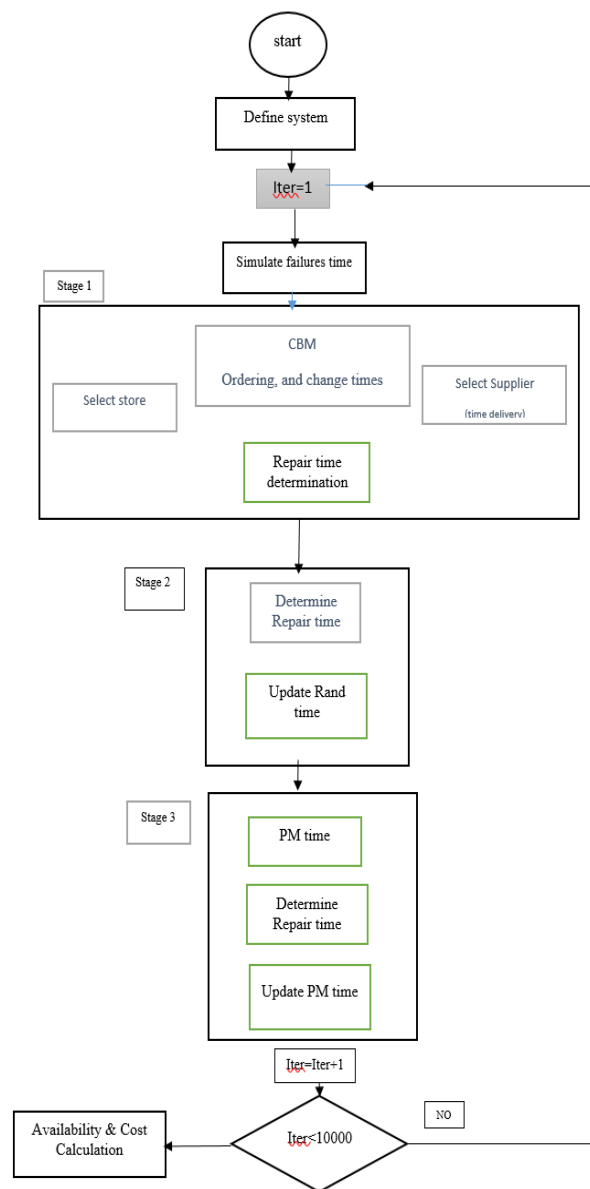 start
Define system
Iter=1
Simulate failures time
Stage 1
CBM
Ordering, and change times
Select store
Select Supplier
(time delivery)
Repair time
determination
Stage 2
Determine
Repair time
Update Rand
time
Stage 3
PM time
Determine
Repair time
Update PM time
Iter=Iter+1
Iter<10000
NO
Availability & Cost
Calculation